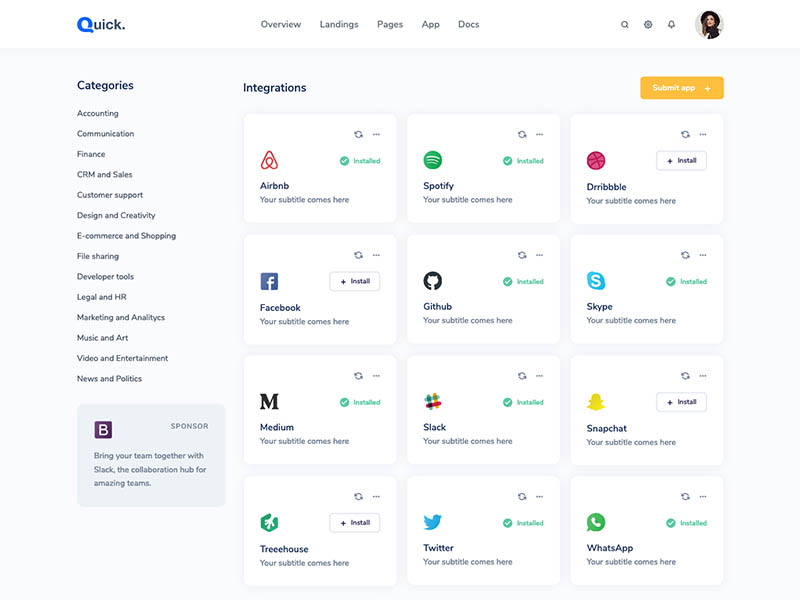 Quick.
Overview Landings Pages App Docs
Categories
Accounting
Communication
Finance
CRM and Sales
Customer support
Design and Creativity
E-commerce and Shopping
File sharing
Developer tools
Legal and HR
Marketing and Analitycs
Music and Art
Video and Entertainment
News and Politics
B SPONSOR
Bring your team together with
Slack, the collaboration hub for
amazing teams.
Integrations
Submit app +
Installed
Airbnb
Your subtitle comes here
Installed
Spotify
Your subtitle comes here
+ Install
Drribbble
Your subtitle comes here
+ Install
Facebook
Your subtitle comes here
Installed
Github
Your subtitle comes here
Installed
Skype
Your subtitle comes here
Installed
Medium
Your subtitle comes here
Installed
Slack
Your subtitle comes here
+ Install
Snapchat
Your subtitle comes here
+ Install
Treeehouse
Your subtitle comes here
Installed
Twitter
Your subtitle comes here
Installed
WhatsApp
Your subtitle comes here